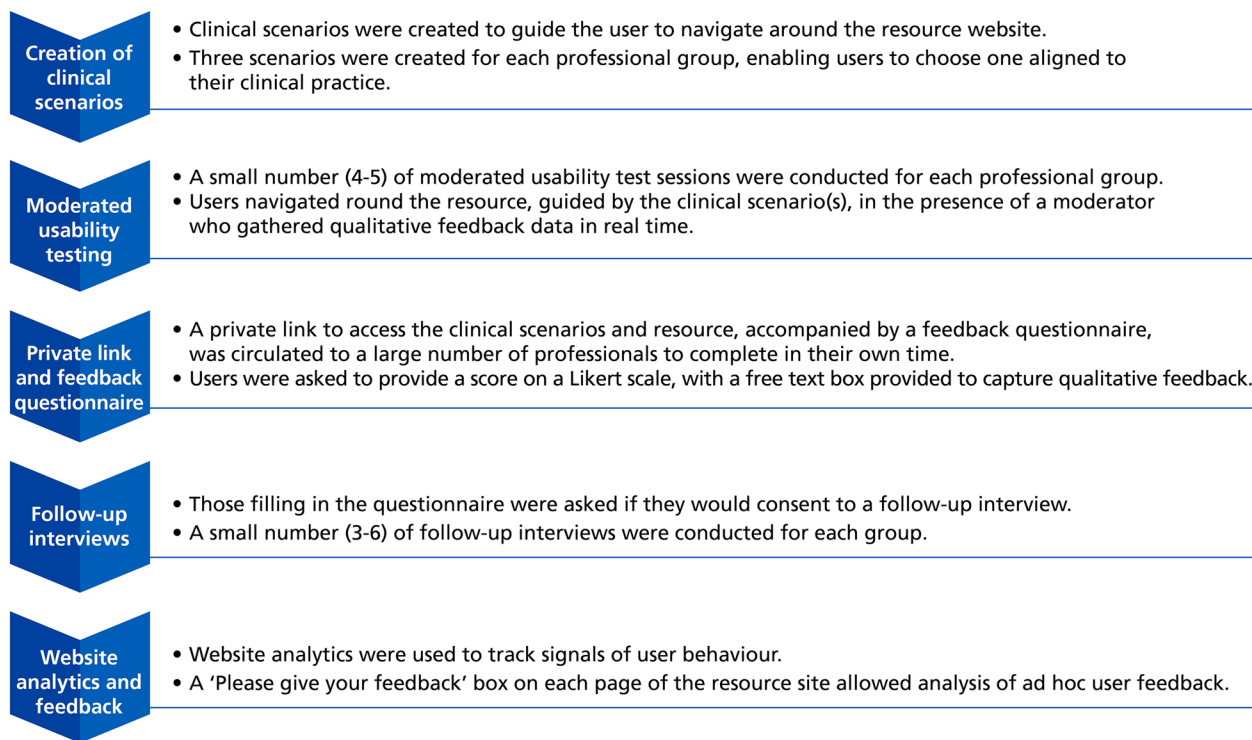 Creation of
clinical
scenarios
• Clinical scenarios were created to guide the user to navigate around the resource website.
• Three scenarios were created for each professional group, enabling users to choose one aligned to
their clinical practice.
Moderated
usability
testing
• A small number (4-5) of moderated usability test sessions were conducted for each professional group.
• Users navigated round the resource, guided by the clinical scenario(s), in the presence of a moderator
who gathered qualitative feedback data in real time.
Private link
and feedback
questionnaire
• A private link to access the clinical scenarios and resource, accompanied by a feedback questionnaire,
was circulated to a large number of professionals to complete in their own time.
• Users were asked to provide a score on a Likert scale, with a free text box provided to capture qualitative feedback.
Follow-up
interviews
• Those filling in the questionnaire were asked if they would consent to a follow-up interview.
• A small number (3-6) of follow-up interviews were conducted for each group.
Website
analytics and
feedback
• Website analytics were used to track signals of user behaviour.
• A ‘Please give your feedback’ box on each page of the resource site allowed analysis of ad hoc user feedback.